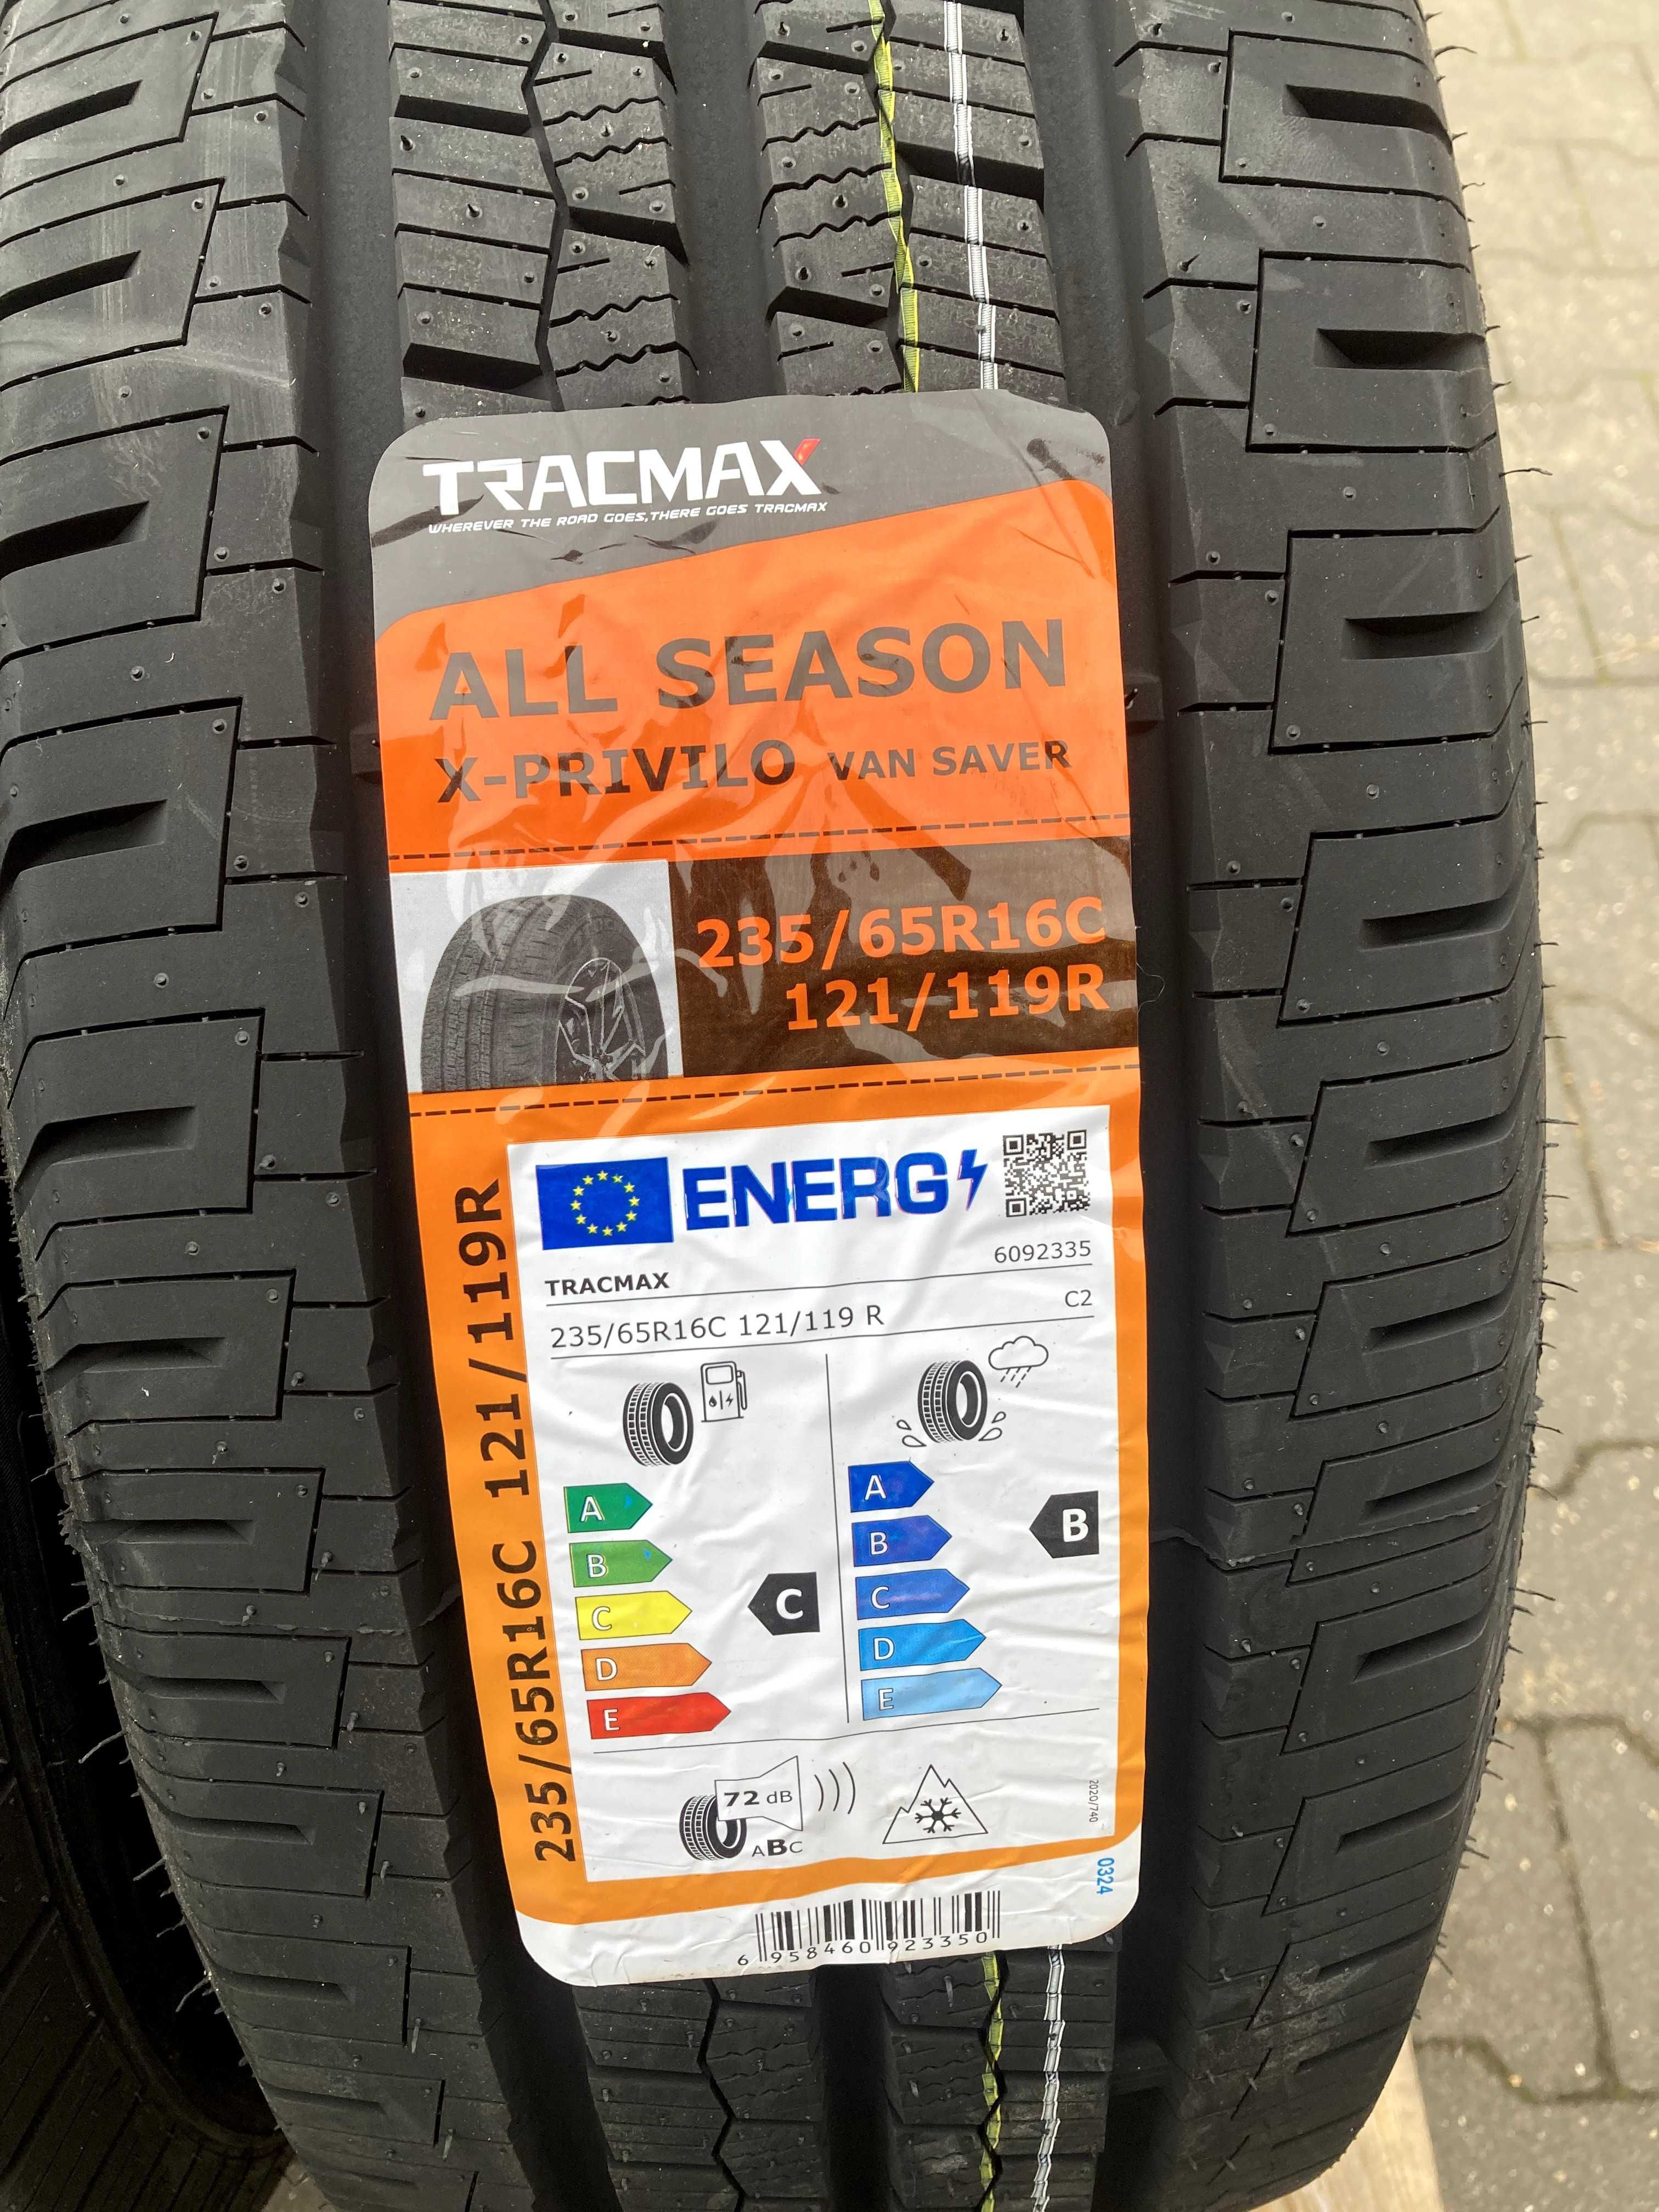 TRACMAX
WHEREVER THE ROAD GOES, THERE GOES TRACMAX
ALL SEASON
X-PRIVILO VAN SAVER
235/65R16C
121/119R
235/65R16C 121/119R
ENERG
6092335
TRACMAX
235/65R16C 121/119 R
C2
A
B
C
D
E
C
A
B
C
D
E
B
72 dB
ABC
2020/740
0324
6 958460 923350